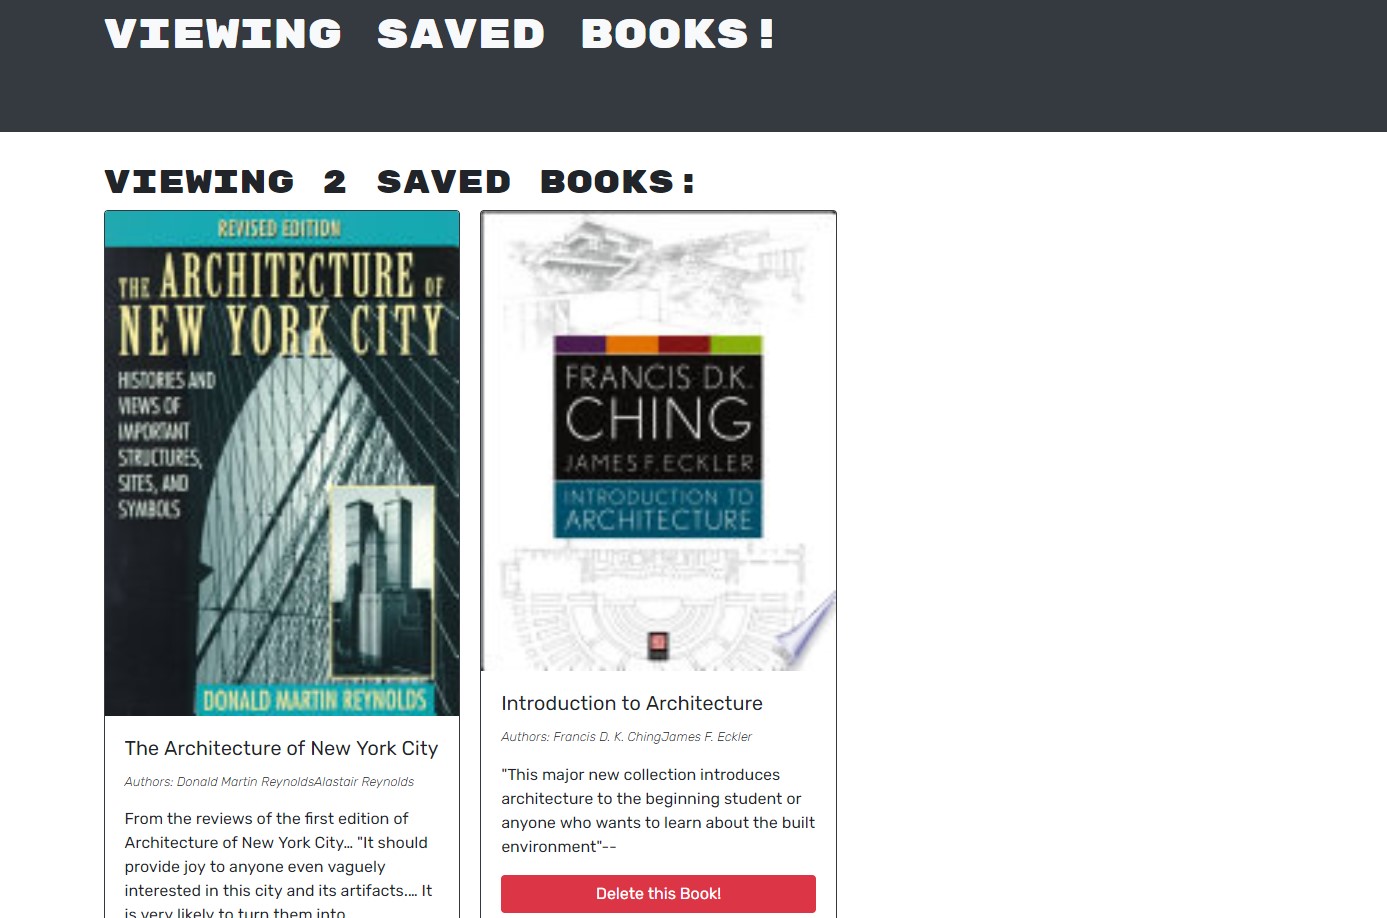 VIEWING SAVED BOOKS!
VIEWING 2 SAVED BOOKS:
REVISED EDITION
THE ARCHITECTURE OF
NEW YORK CITY
HISTORIES AND
VIEWS OF
IMPORTANT
STRUCTURES,
SITES, AND
SYMBOLS
DONALD MARTIN REYNOLDS
The Architecture of New York City
Authors: Donald Martin ReynoldsAlastair Reynolds
From the reviews of the first edition of
Architecture of New York City… "It should
provide joy to anyone even vaguely
interested in this city and its artifacts.… It
is very likely to turn them into
FRANCIS D.K.
CHING
JAMES F. ECKLER
INTRODUCTION TO
ARCHITECTURE
Introduction to Architecture
Authors: Francis D. K. ChingJames F. Eckler
"This major new collection introduces
architecture to the beginning student or
anyone who wants to learn about the built
environment"--
Delete this Book!